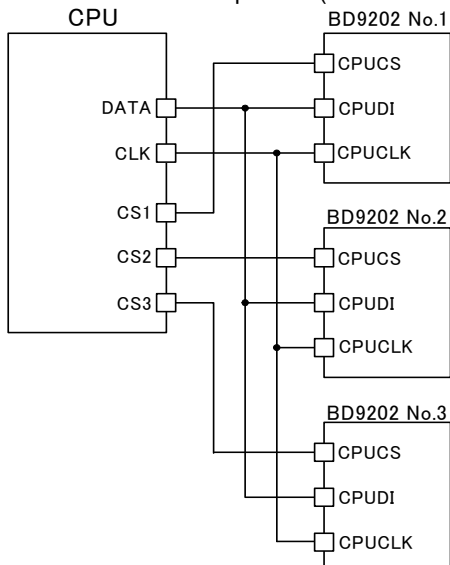 CPU
DATA
CLK
CS1
CS2
CS3
BD9202 No.1
CPUCS
CPUDI
CPUCLK
BD9202 No.2
CPUCS
CPUDI
CPUCLK
BD9202 No.3
CPUCS
CPUDI
CPUCLK